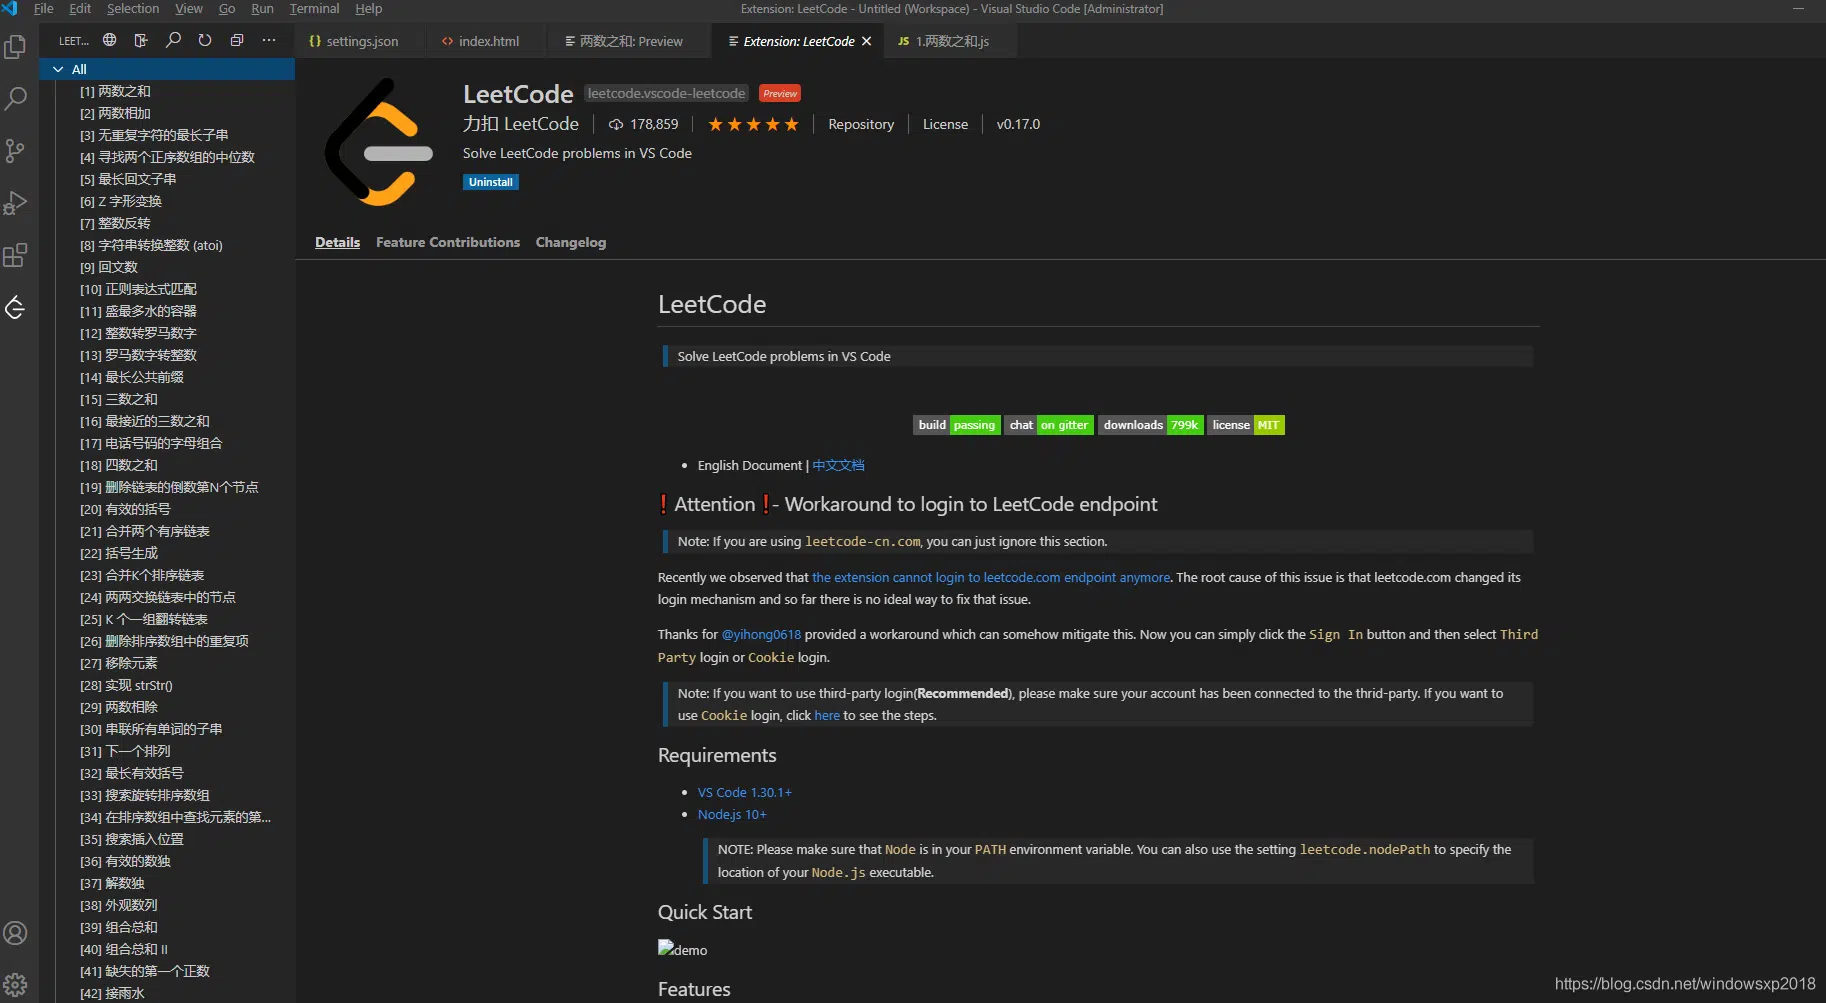 File Edit Selection View Go Run Terminal Help
Extension: LeetCode - Untitled (Workspace) - Visual Studio Code [Administrator]
LEET...
settings.json
index.html
两数之和: Preview
Extension: LeetCode
JS 1.两数之和.js
All
[1] 两数之和
[2] 两数相加
[3] 无重复字符的最长子串
[4] 寻找两个正序数组的中位数
[5] 最长回文子串
[6] Z 字形变换
[7] 整数反转
[8] 字符串转换整数 (atoi)
[9] 回文数
[10] 正则表达式匹配
[11] 盛最多水的容器
[12] 整数转罗马数字
[13] 罗马数字转整数
[14] 最长公共前缀
[15] 三数之和
[16] 最接近的三数之和
[17] 电话号码的字母组合
[18] 四数之和
[19] 删除链表的倒数第N个节点
[20] 有效的括号
[21] 合并两个有序链表
[22] 括号生成
[23] 合并K个排序链表
[24] 两两交换链表中的节点
[25] K 个一组翻转链表
[26] 删除排序数组中的重复项
[27] 移除元素
[28] 实现 strStr()
[29] 两数相除
[30] 串联所有单词的子串
[31] 下一个排列
[32] 最长有效括号
[33] 搜索旋转排序数组
[34] 在排序数组中查找元素的第...
[35] 搜索插入位置
[36] 有效的数独
[37] 解数独
[38] 外观数列
[39] 组合总和
[40] 组合总和 II
[41] 缺失的第一个正数
[42] 接雨水
LeetCode leetcode.vscode-leetcode Preview
力扣 LeetCode 178,859 Repository License v0.17.0
Solve LeetCode problems in VS Code
Uninstall
Details Feature Contributions Changelog
LeetCode
Solve LeetCode problems in VS Code
build passing chat on gitter downloads 799k license MIT
English Document | 中文文档
❗ Attention ❗- Workaround to login to LeetCode endpoint
Note: If you are using leetcode-cn.com, you can just ignore this section.
Recently we observed that the extension cannot login to leetcode.com endpoint anymore. The root cause of this issue is that leetcode.com changed its
login mechanism and so far there is no ideal way to fix that issue.
Thanks for @yihong0618 provided a workaround which can somehow mitigate this. Now you can simply click the Sign In button and then select Third
Party login or Cookie login.
Note: If you want to use third-party login(Recommended), please make sure your account has been connected to the thrid-party. If you want to
use Cookie login, click here to see the steps.
Requirements
VS Code 1.30.1+
Node.js 10+
NOTE: Please make sure that Node is in your PATH environment variable. You can also use the setting leetcode.nodePath to specify the
location of your Node.js executable.
Quick Start
demo
Features
https://blog.csdn.net/windowsxp2018